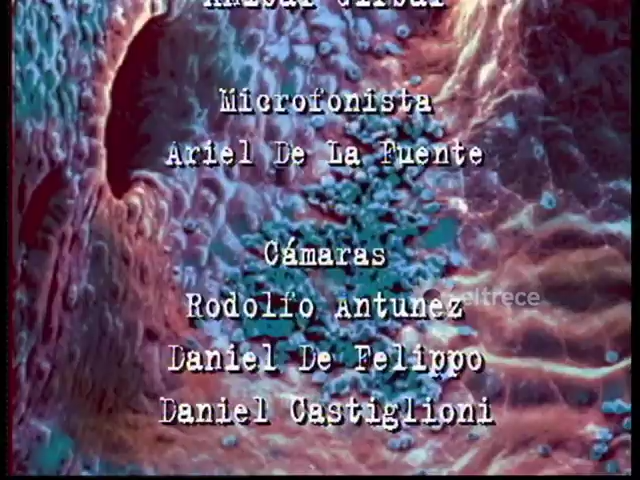 Microfonista
Ariel De La Fuente
Cámaras
Rodolfo Antunez
eltrece
Daniel De Felippo
Daniel Castiglioni